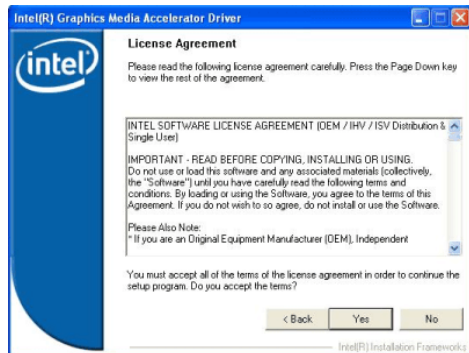 Intel(R) Graphics Media Accelerator Driver
intel
License Agreement
Please read the following license agreement carefully. Press the Page Down key
to view the rest of the agreement.
INTEL SOFTWARE LICENSE AGREEMENT (OEM / IHV / ISV Distribution &
Single User)
IMPORTANT - READ BEFORE COPYING, INSTALLING OR USING.
Do not use or load this software and any associated materials (collectively,
the "Software") until you have carefully read the following terms and
conditions. By loading or using the Software, you agree to the terms of this
Agreement. If you do not wish to so agree, do not install or use the Software.
Please Also Note:
* If you are an Original Equipment Manufacturer (OEM), Independent
You must accept all of the terms of the license agreement in order to continue the
setup program. Do you accept the terms?
< Back Yes No
Intel(R) Installation Frameworks